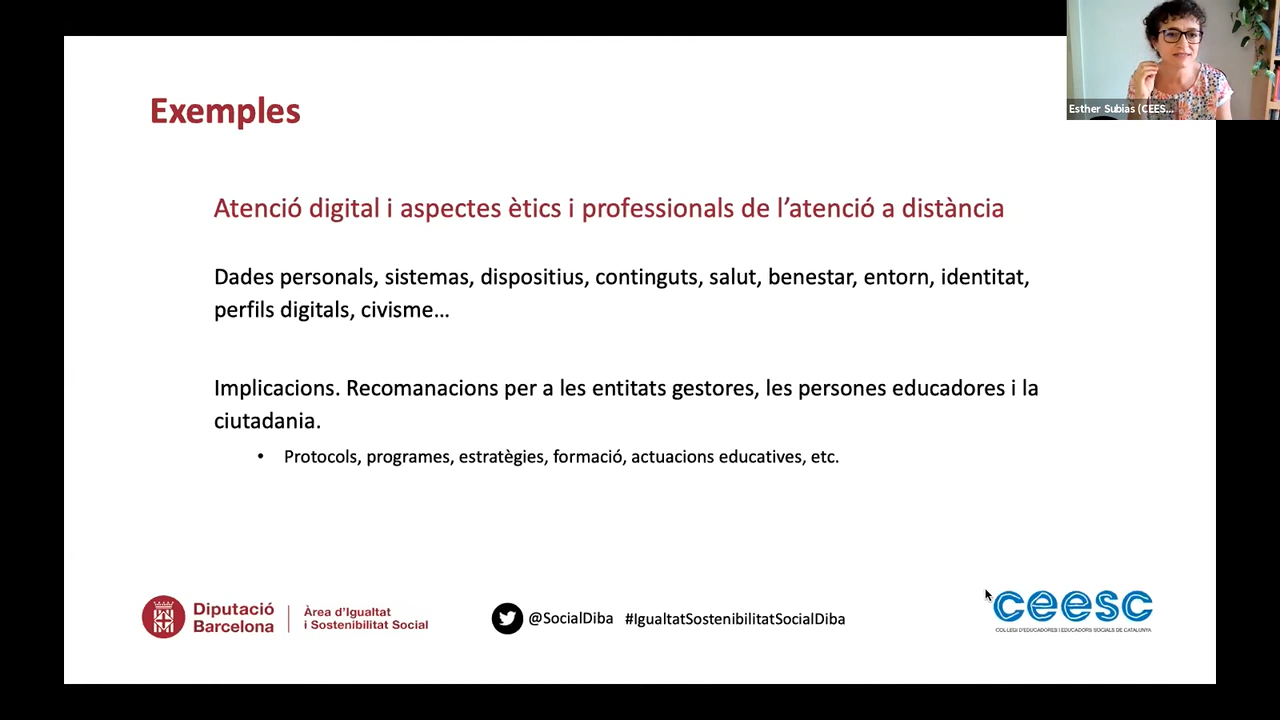 Esther Subias (CEES...
Exemples
Atenció digital i aspectes ètics i professionals de l’atenció a distància
Dades personals, sistemas, dispositius, continguts, salut, benestar, entorn, identitat,
perfils digitals, civisme…
Implicacions. Recomanacions per a les entitats gestores, les persones educadores i la
ciutadania.
• Protocols, programes, estratègies, formació, actuacions educatives, etc.
Diputació
Barcelona
Àrea d’Igualtat
i Sostenibilitat Social
@SocialDiba #IgualtatSostenibilitatSocialDiba
ceesc
COL·LEGI D'EDUCADORES I EDUCADORS SOCIALS DE CATALUNYA